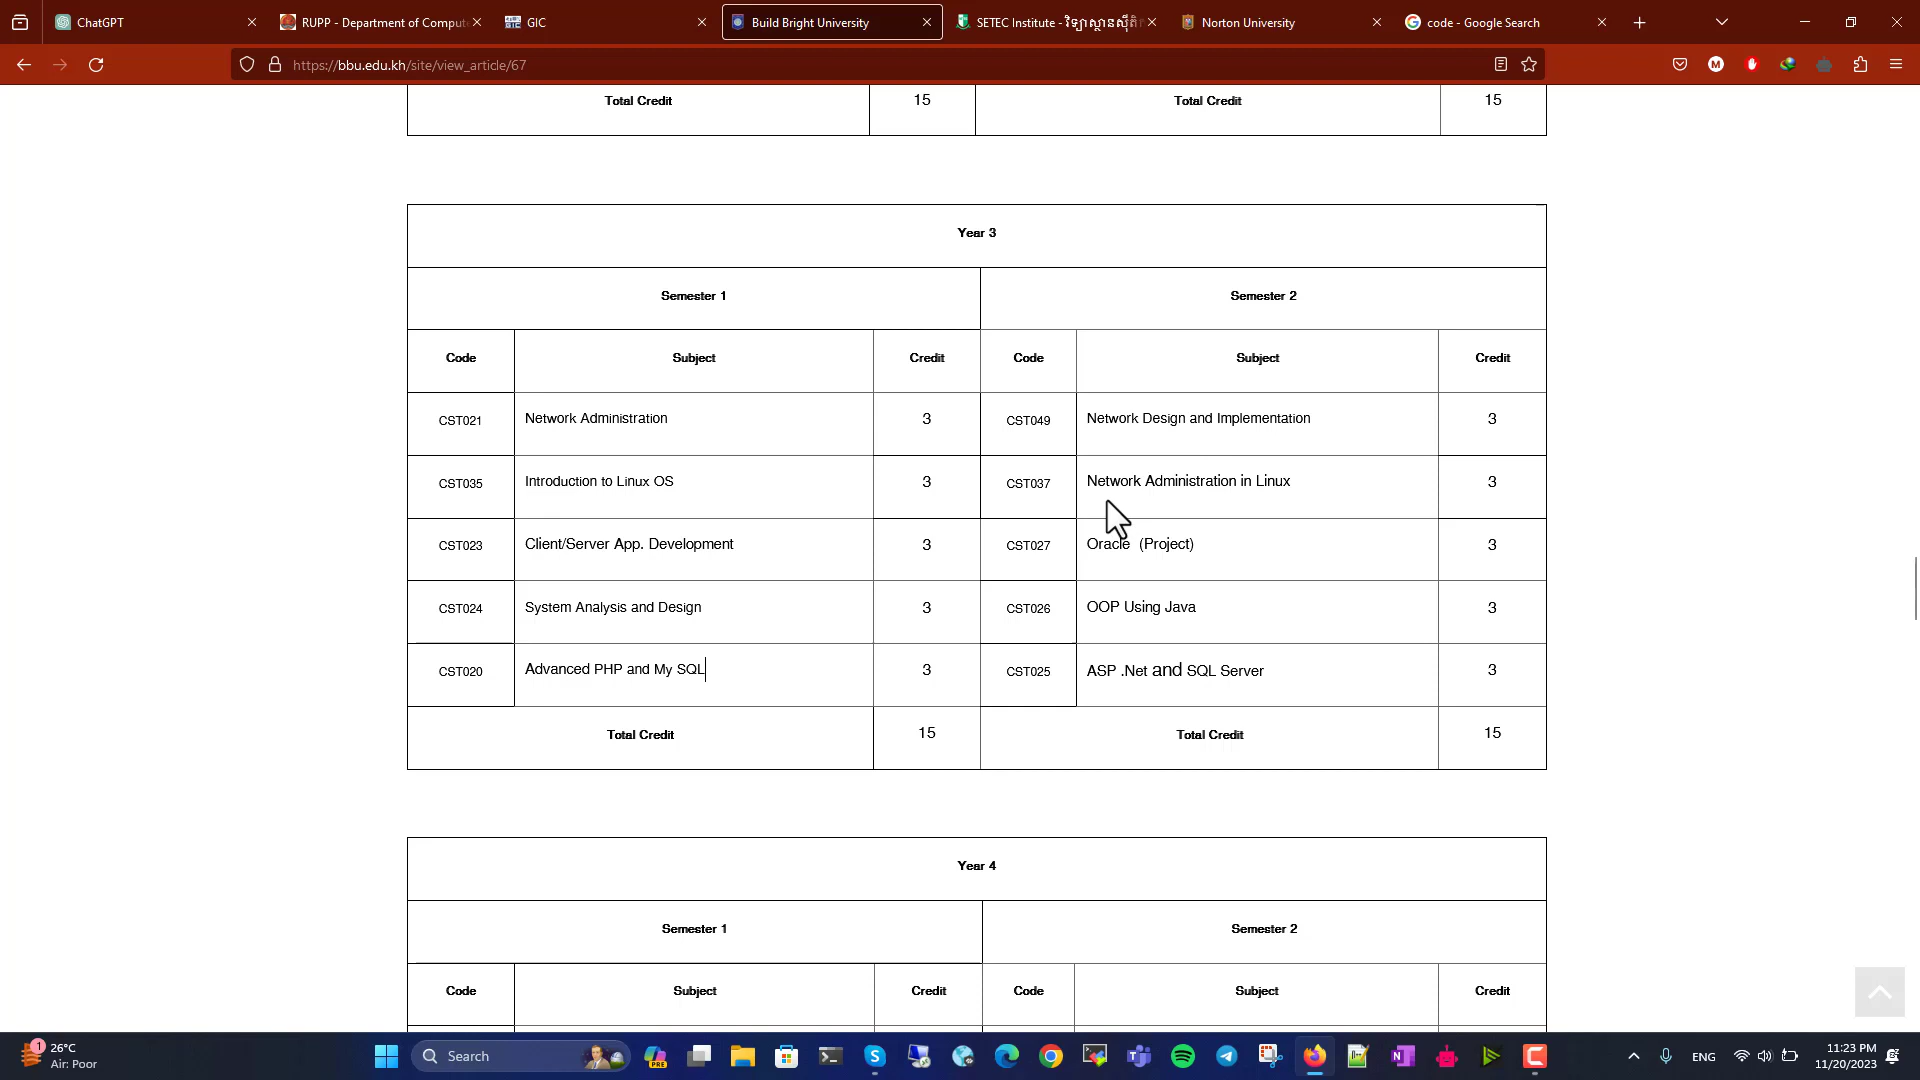 ChatGPT
RUPP - Department of Compute
GIC
Build Bright University
SETEC Institute - វិទ្យាស្ថានស៊ីតិ
Norton University
code - Google Search
https://bbu.edu.kh/site/view_article/67
Total Credit 15 Total Credit 15
Year 3
Semester 1 Semester 2
Code Subject Credit Code Subject Credit
CST021 Network Administration 3 CST049 Network Design and Implementation 3
CST035 Introduction to Linux OS 3 CST037 Network Administration in Linux 3
CST023 Client/Server App. Development 3 CST027 Oracle (Project) 3
CST024 System Analysis and Design 3 CST026 OOP Using Java 3
CST020 Advanced PHP and My SQL 3 CST025 ASP .Net and SQL Server 3
Total Credit 15 Total Credit 15
Year 4
Semester 1 Semester 2
Code Subject Credit Code Subject Credit
1
26°C
Air: Poor
Search
PRE
ENG
11:23 PM
11/20/2023